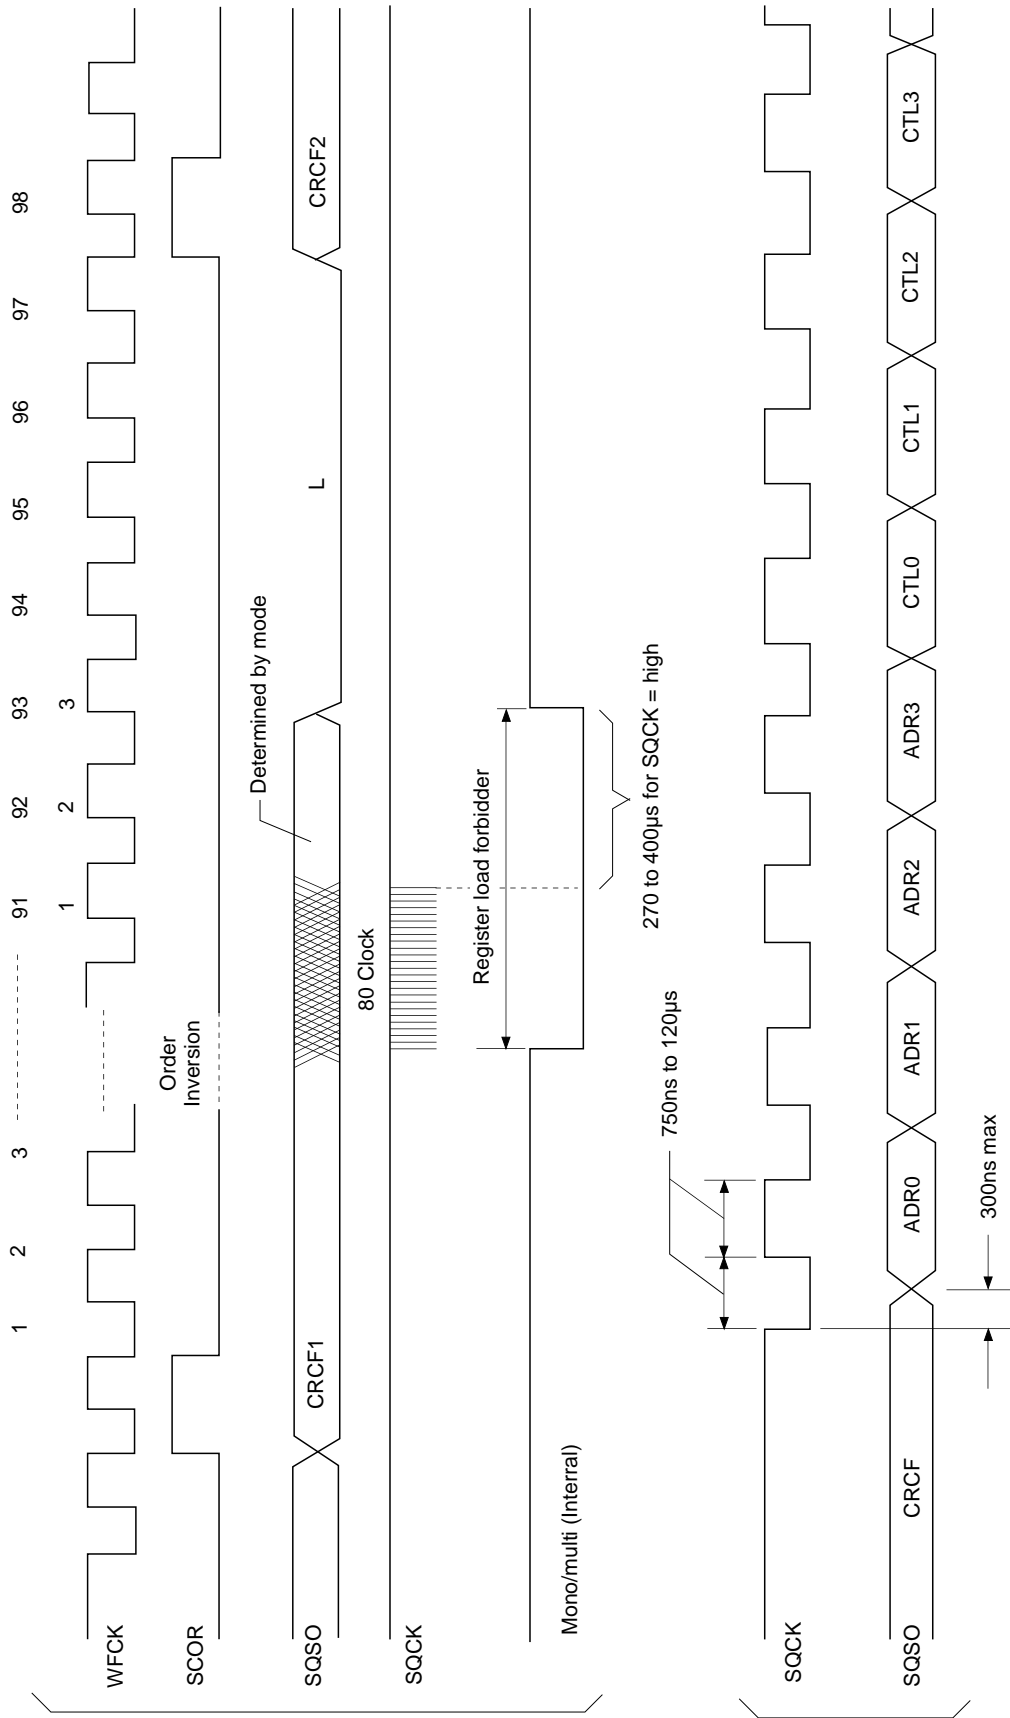 1 2 3 91 92 93 94 95 96 97 98
1 2 3
WFCK
Order
Inversion
SCOR
Determined by mode
SQSO
CRCF1
L
CRCF2
80 Clock
SQCK
Register load forbidder
Mono/multi (Interral)
270 to 400µs for SQCK = high
750ns to 120µs
SQCK
SQSO
CRCF
ADR0
ADR1
ADR2
ADR3
CTL0
CTL1
CTL2
CTL3
300ns max